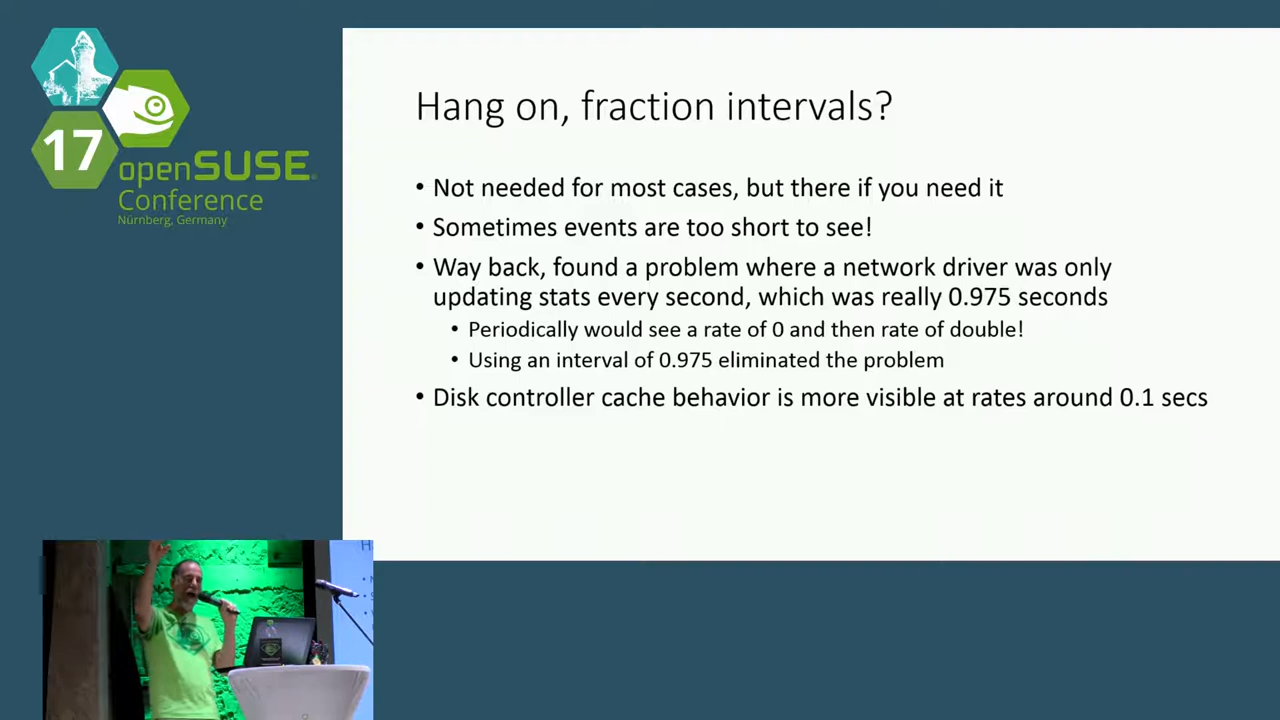 17
openSUSE
Conference
Nürnberg, Germany
Hang on, fraction intervals?
• Not needed for most cases, but there if you need it
• Sometimes events are too short to see!
• Way back, found a problem where a network driver was only
updating stats every second, which was really 0.975 seconds
• Periodically would see a rate of 0 and then rate of double!
• Using an interval of 0.975 eliminated the problem
• Disk controller cache behavior is more visible at rates around 0.1 secs